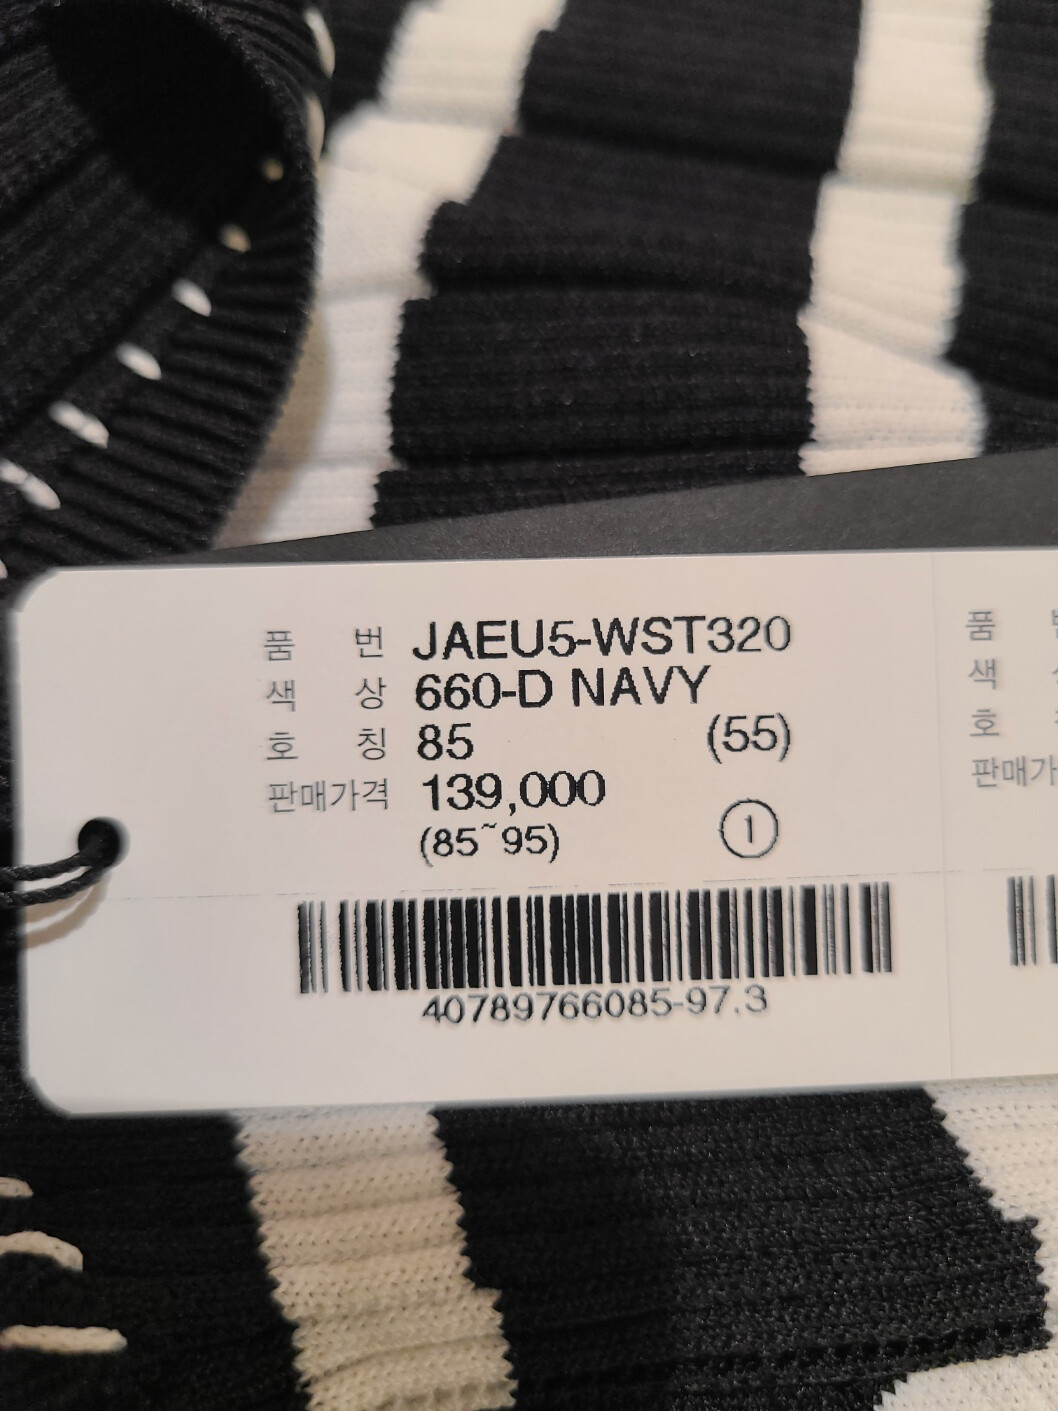 품 번 JAEU5-WST320
색 상 660-D NAVY
호 칭 85 (55)
판매가격 139,000
(85~95) 1
40789766085-97.3
품
색
호
판매가